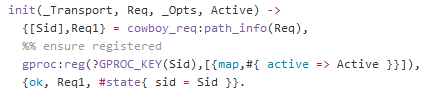 init(_Transport, Req, _Opts, Active) ->
  {[Sid],Req1} = cowboy_req:path_info(Req),
  %% ensure registered
  gproc:reg(?GPROC_KEY(Sid),[{map,#{ active => Active }}]),
  {ok, Req1, #state{ sid = Sid }}.